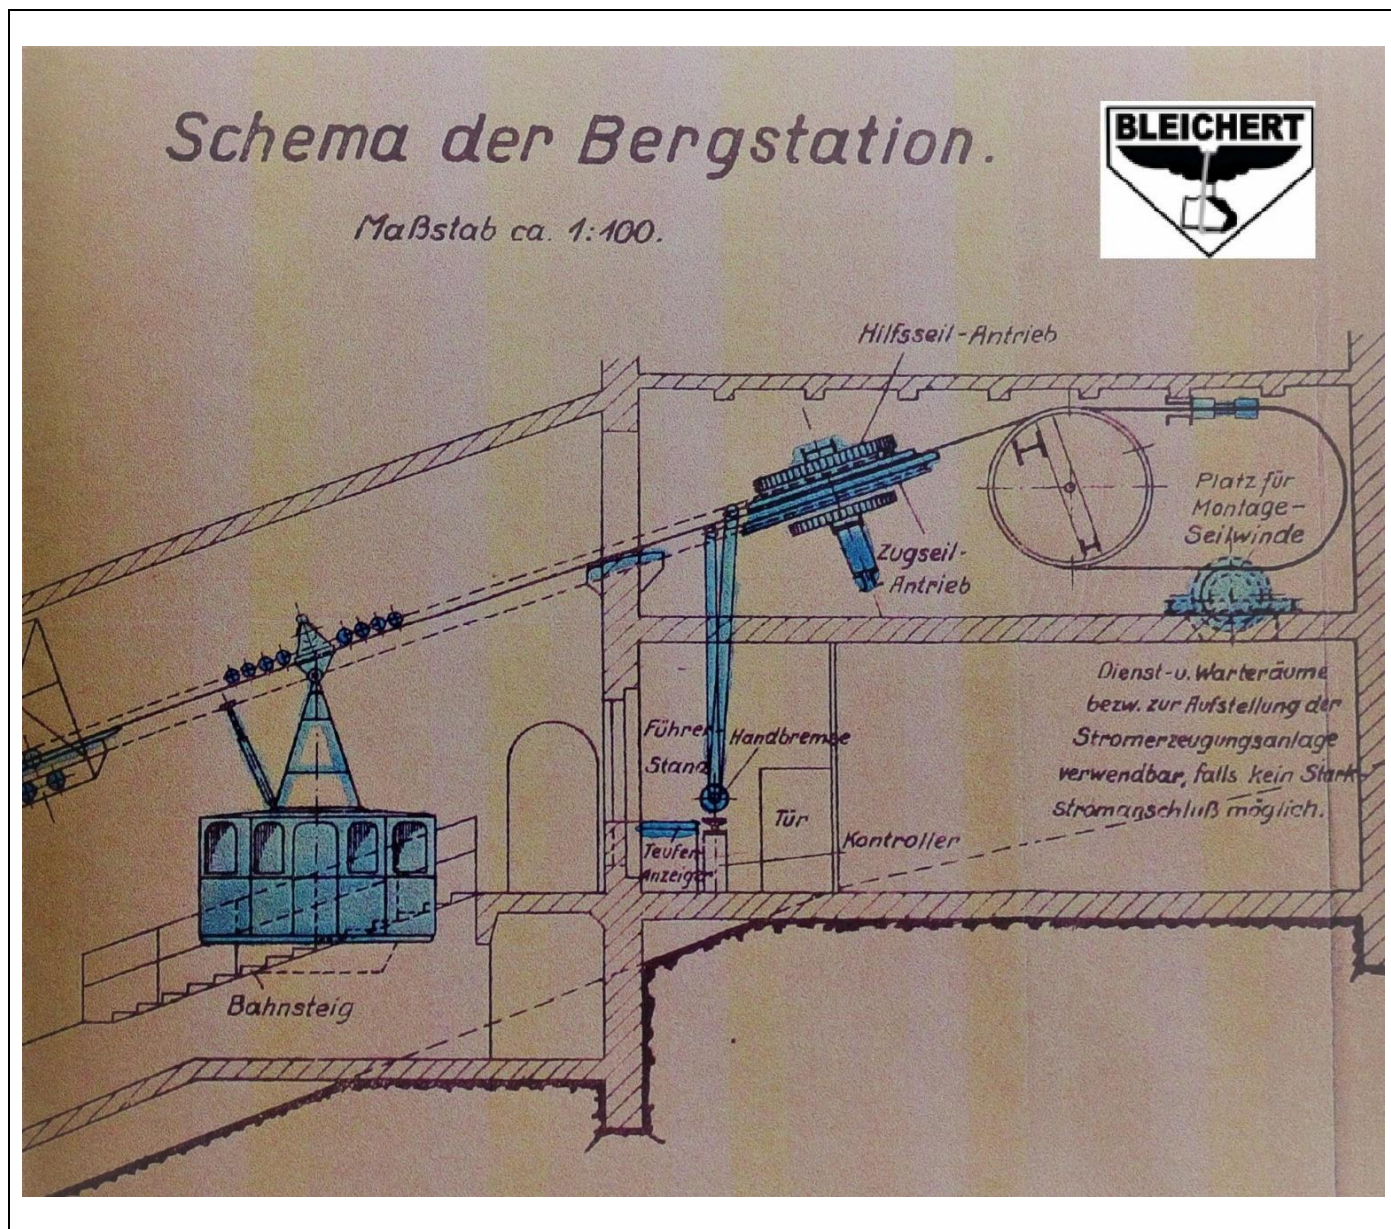 Schema der Bergstation.
BLEICHERT
Maßstab ca. 1:100.
Hilfsseil-Antrieb
Platz für
Montage-
Seilwinde
Zugseil-
Antrieb
Führer-
Stand
Handbremse
Tür
Kontroller
Teufen
Anzeiger
Dienst-u. Warteräume
bezw. zur Aufstellung der
Stromerzeugungsanlage
verwendbar, falls kein Stark-
stromanschluß möglich.
Bahnsteig